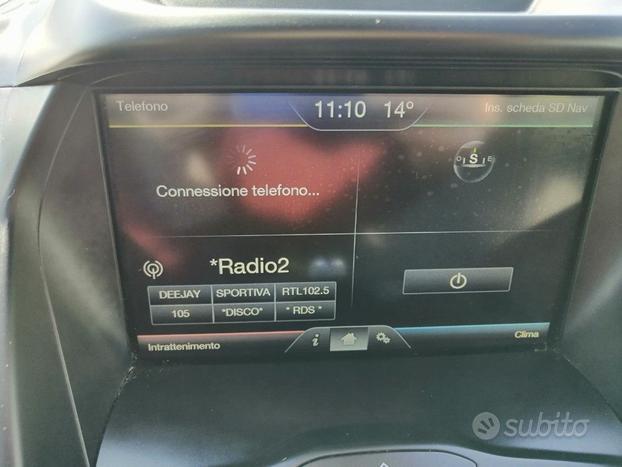 Telefono 11:10 14° Ins. scheda SD Nav
Connessione telefono...
O S E
*Radio2
DEEJAY SPORTIVA RTL102.5
105 *DISCO* * RDS *
i
Intrattenimento Clima
subito